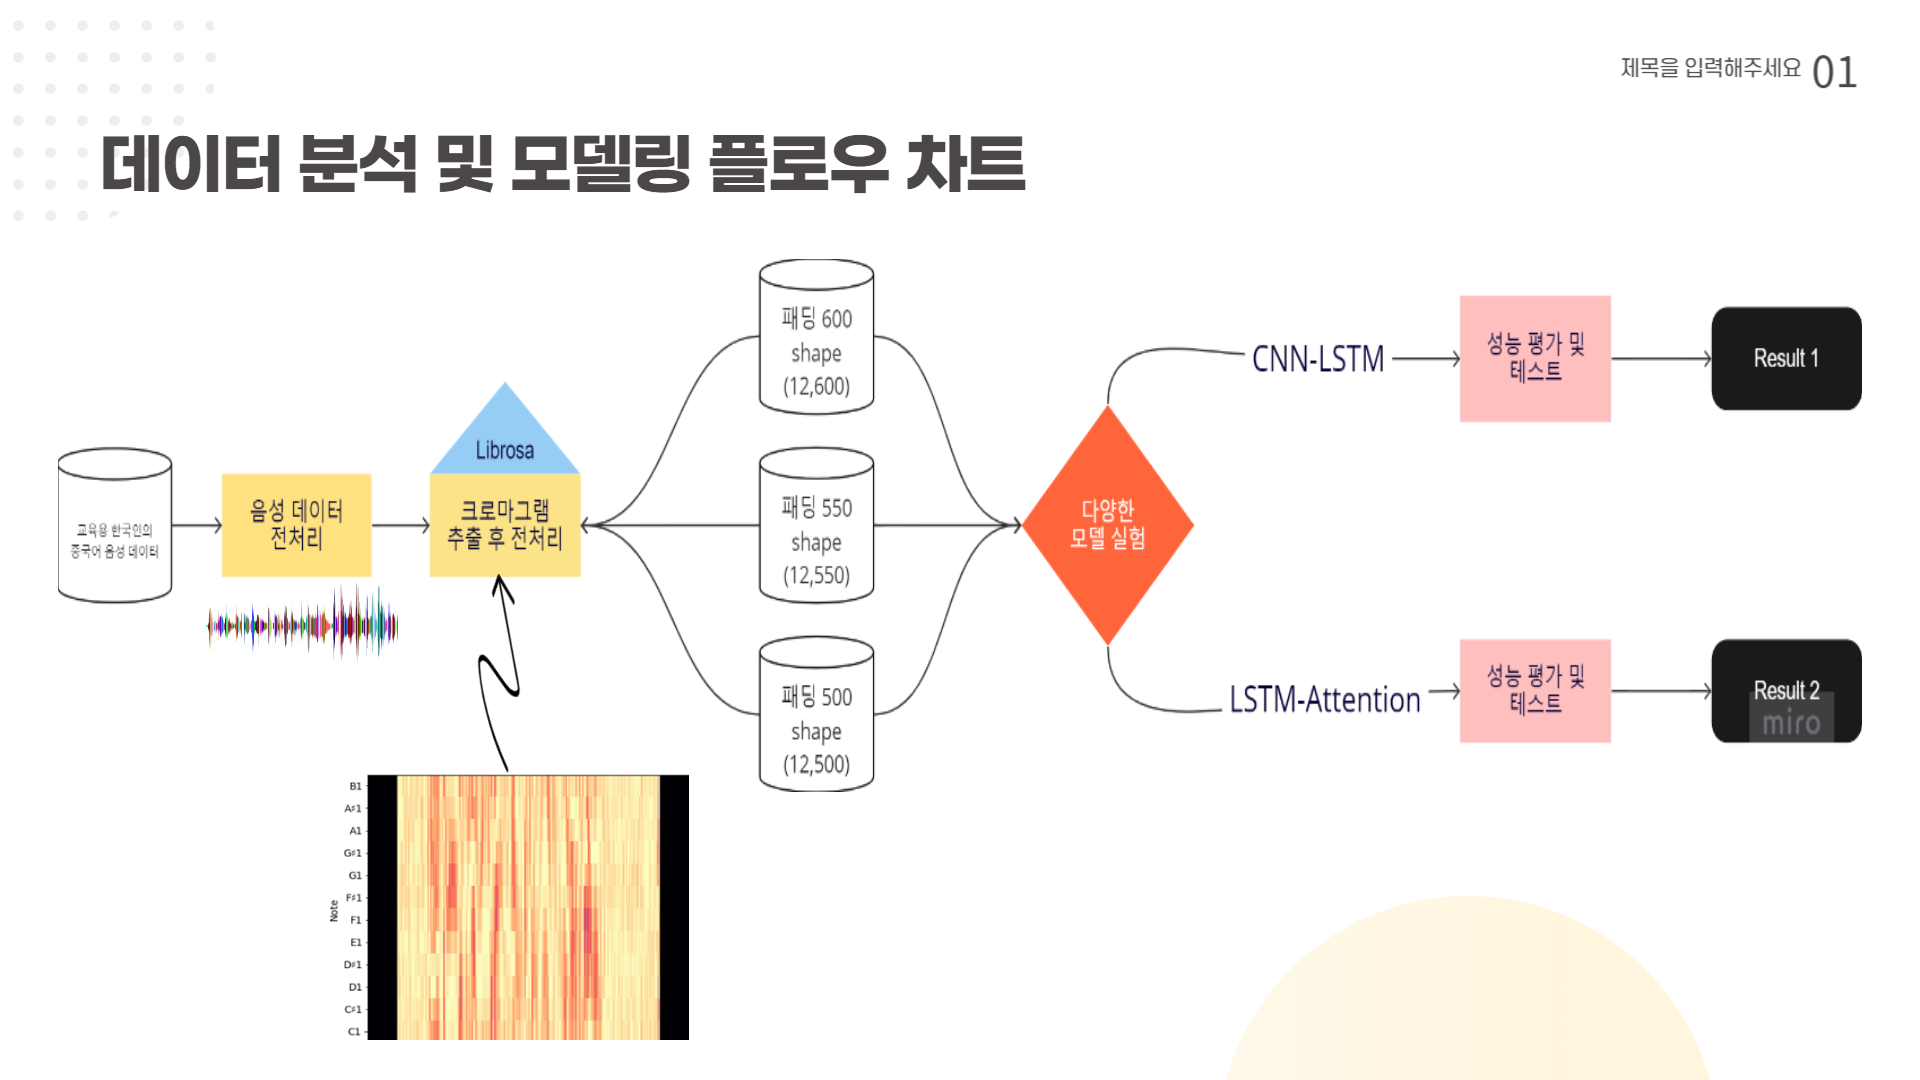 제목을 입력해주세요 01
데이터 분석 및 모델링 플로우 차트
교육용 한국인의
중국어 음성 데이터
음성 데이터
전처리
Librosa
크로마그램
추출 후 전처리
패딩 600
shape
(12,600)
패딩 550
shape
(12,550)
패딩 500
shape
(12,500)
다양한
모델 실험
CNN-LSTM
성능 평가 및
테스트
Result 1
LSTM-Attention
성능 평가 및
테스트
Result 2
miro
Note
B1
A♯1
A1
G♯1
G1
F♯1
F1
E1
D♯1
D1
C♯1
C1